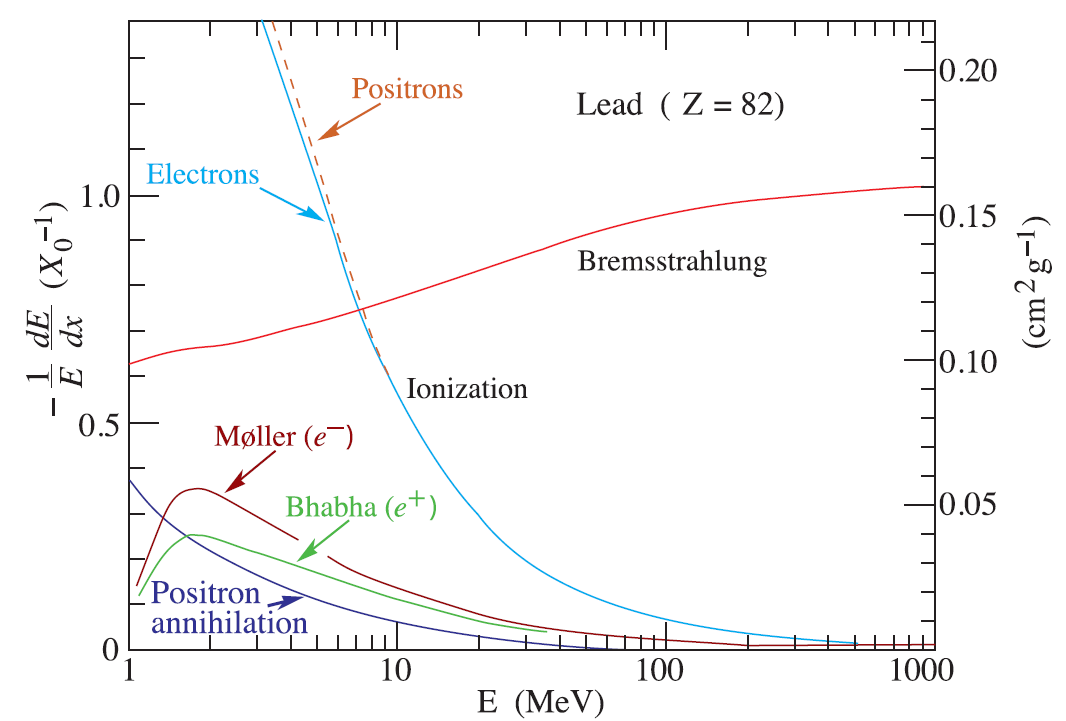 Positrons
Lead ( Z = 82)
Electrons
Bremsstrahlung
Ionization
Møller (e−)
Bhabha (e+)
Positron
annihilation
1.0
0.5
0
0.20
0.15
0.10
0.05
1
10
100
1000
E (MeV)
− 1/E dE/dx (X₀⁻¹)
(cm² g⁻¹)